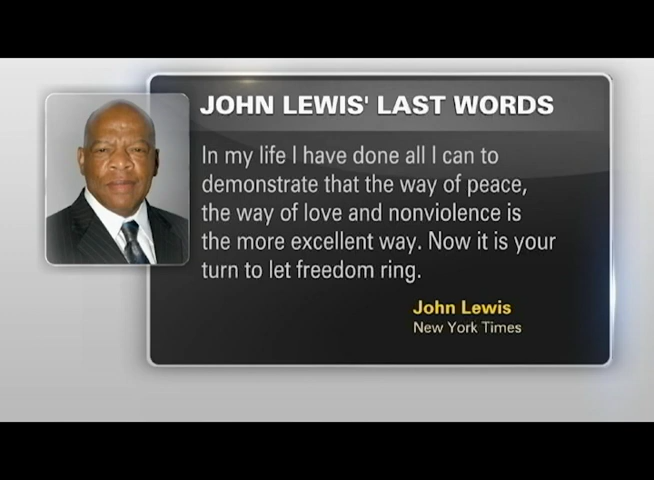 JOHN LEWIS' LAST WORDS
In my life I have done all I can to
demonstrate that the way of peace,
the way of love and nonviolence is
the more excellent way. Now it is your
turn to let freedom ring.
John Lewis
New York Times